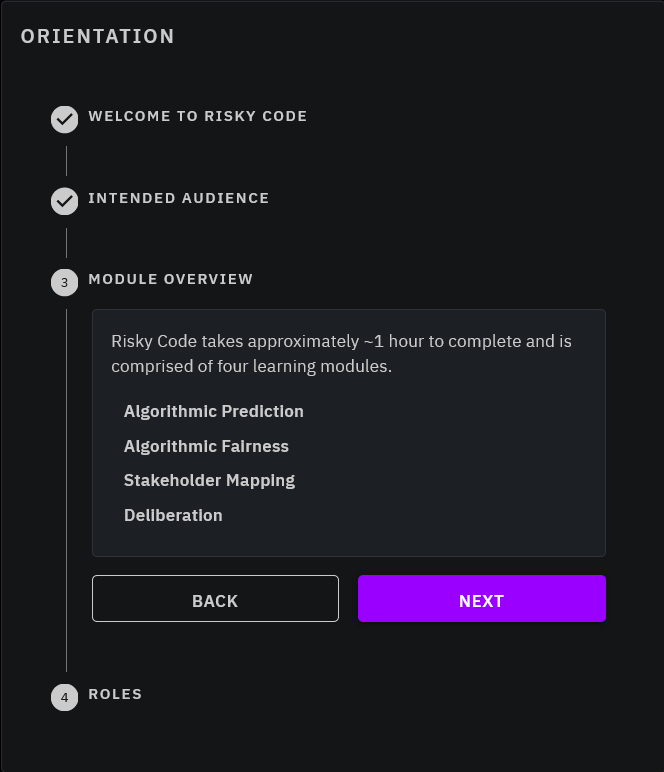 ORIENTATION
WELCOME TO RISKY CODE
INTENDED AUDIENCE
3 MODULE OVERVIEW
Risky Code takes approximately ~1 hour to complete and is
comprised of four learning modules.
Algorithmic Prediction
Algorithmic Fairness
Stakeholder Mapping
Deliberation
BACK NEXT
4 ROLES